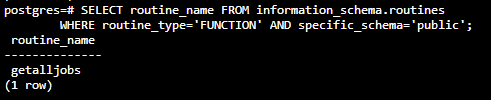 postgres=# SELECT routine_name FROM information_schema.routines
WHERE routine_type='FUNCTION' AND specific_schema='public';
routine_name
--------------
getalljobs
(1 row)